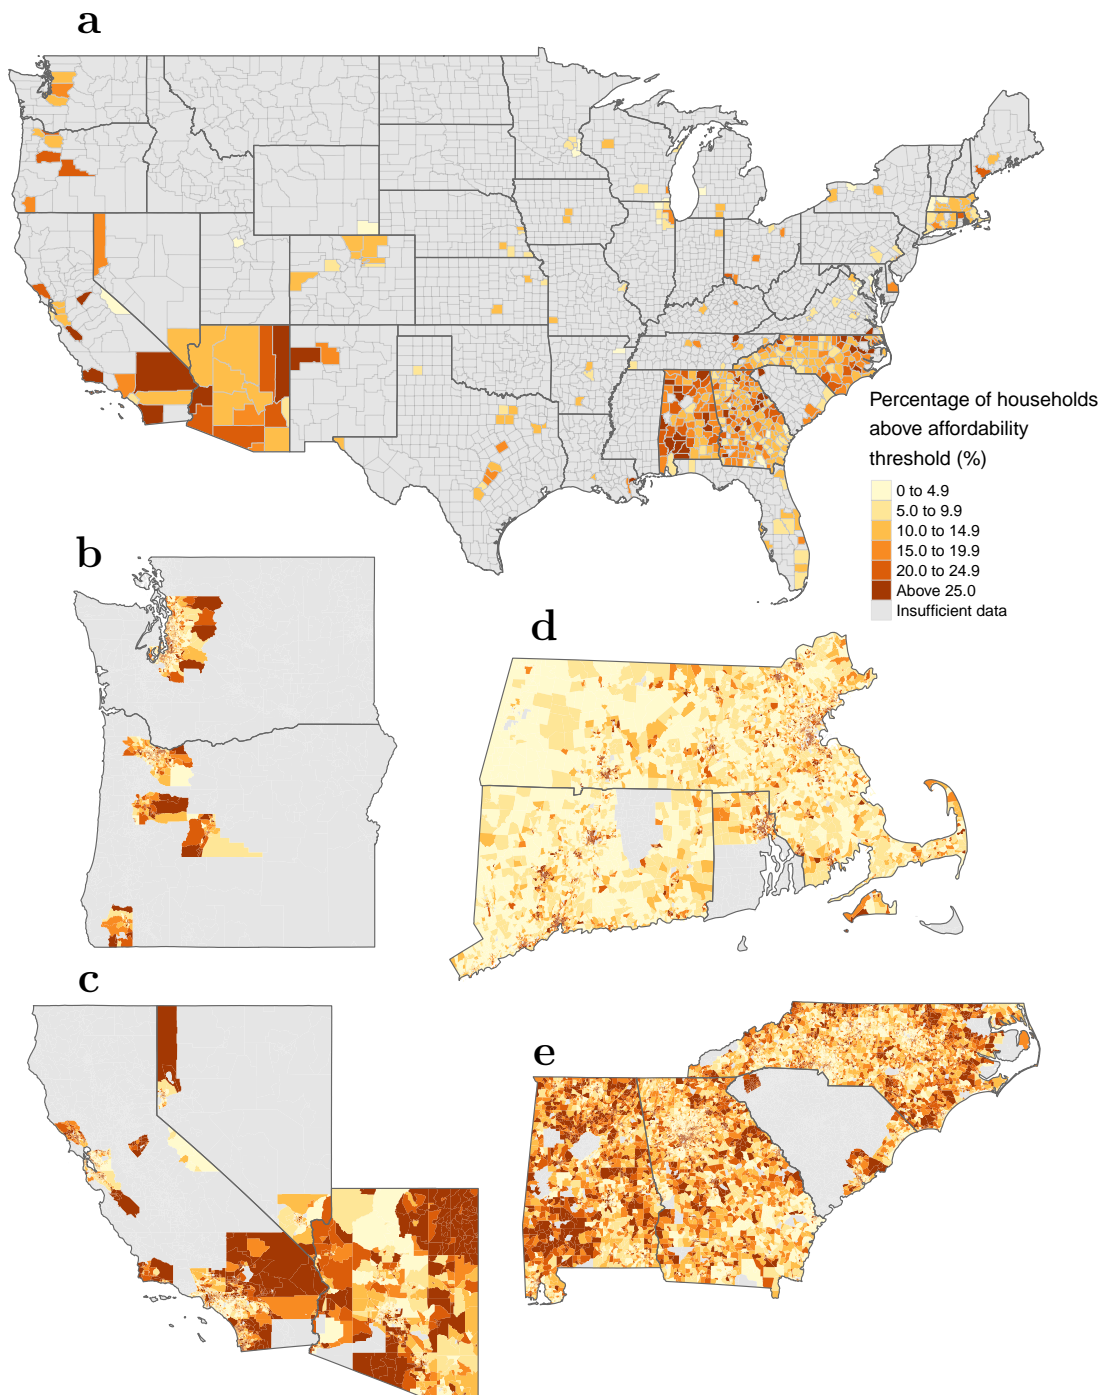 a
Percentage of households
above affordability
threshold (%)
0 to 4.9
5.0 to 9.9
10.0 to 14.9
15.0 to 19.9
20.0 to 24.9
Above 25.0
Insufficient data
b
d
c
e